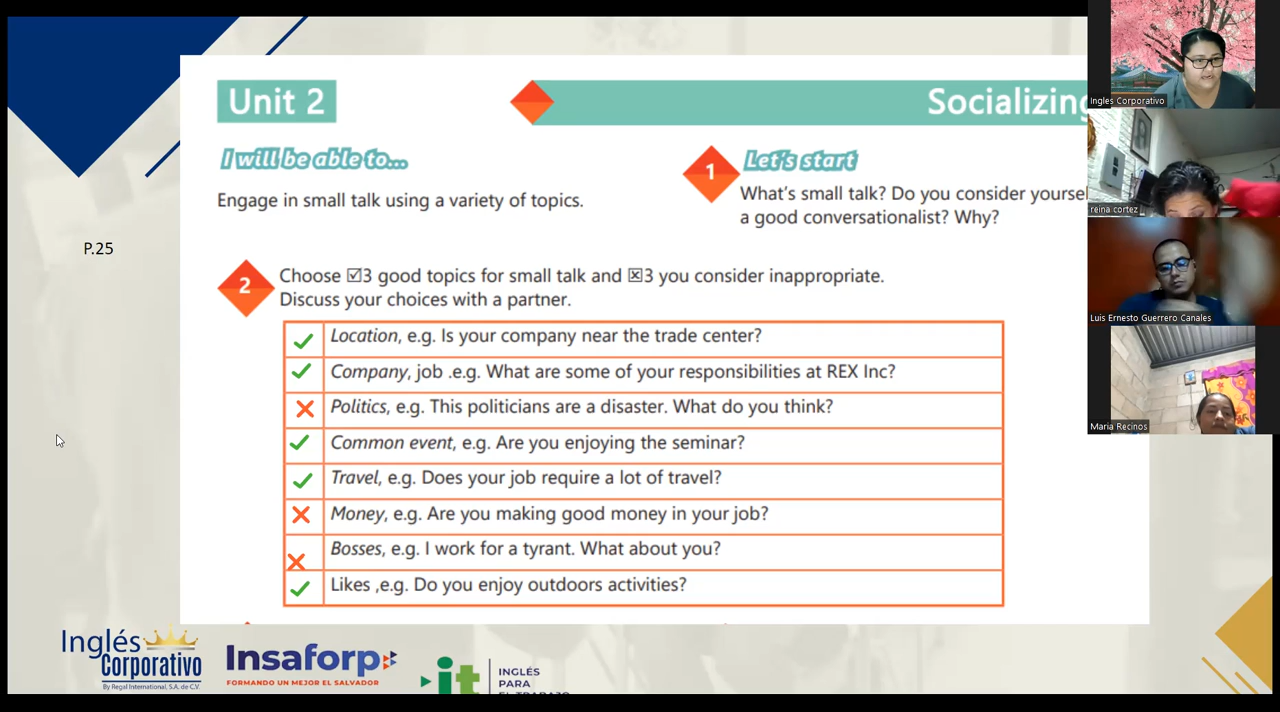 Unit 2
Socializing
I will be able to...
Engage in small talk using a variety of topics.
1
Let's start
What's small talk? Do you consider yoursel
a good conversationalist? Why?
P.25
2
Choose ☑3 good topics for small talk and ☒3 you consider inappropriate.
Discuss your choices with a partner.
✓ Location, e.g. Is your company near the trade center?
✓ Company, job .e.g. What are some of your responsibilities at REX Inc?
✗ Politics, e.g. This politicians are a disaster. What do you think?
✓ Common event, e.g. Are you enjoying the seminar?
✓ Travel, e.g. Does your job require a lot of travel?
✗ Money, e.g. Are you making good money in your job?
✗ Bosses, e.g. I work for a tyrant. What about you?
✓ Likes ,e.g. Do you enjoy outdoors activities?
Ingles Corporativo
reina cortez
Luis Ernesto Guerrero Canales
Maria Recinos
Inglés
Corporativo
By Regal International, S.A. de C.V.
Insaforp
FORMANDO UN MEJOR EL SALVADOR
it
INGLÉS
PARA
EL TRABAJO